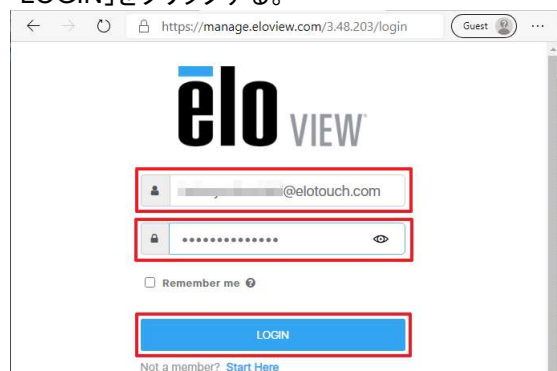 LOGIN」をクリックする。
https://manage.eloview.com/3.48.203/login
Guest
elo VIEW
@elotouch.com
Remember me
LOGIN
Not a member? Start Here